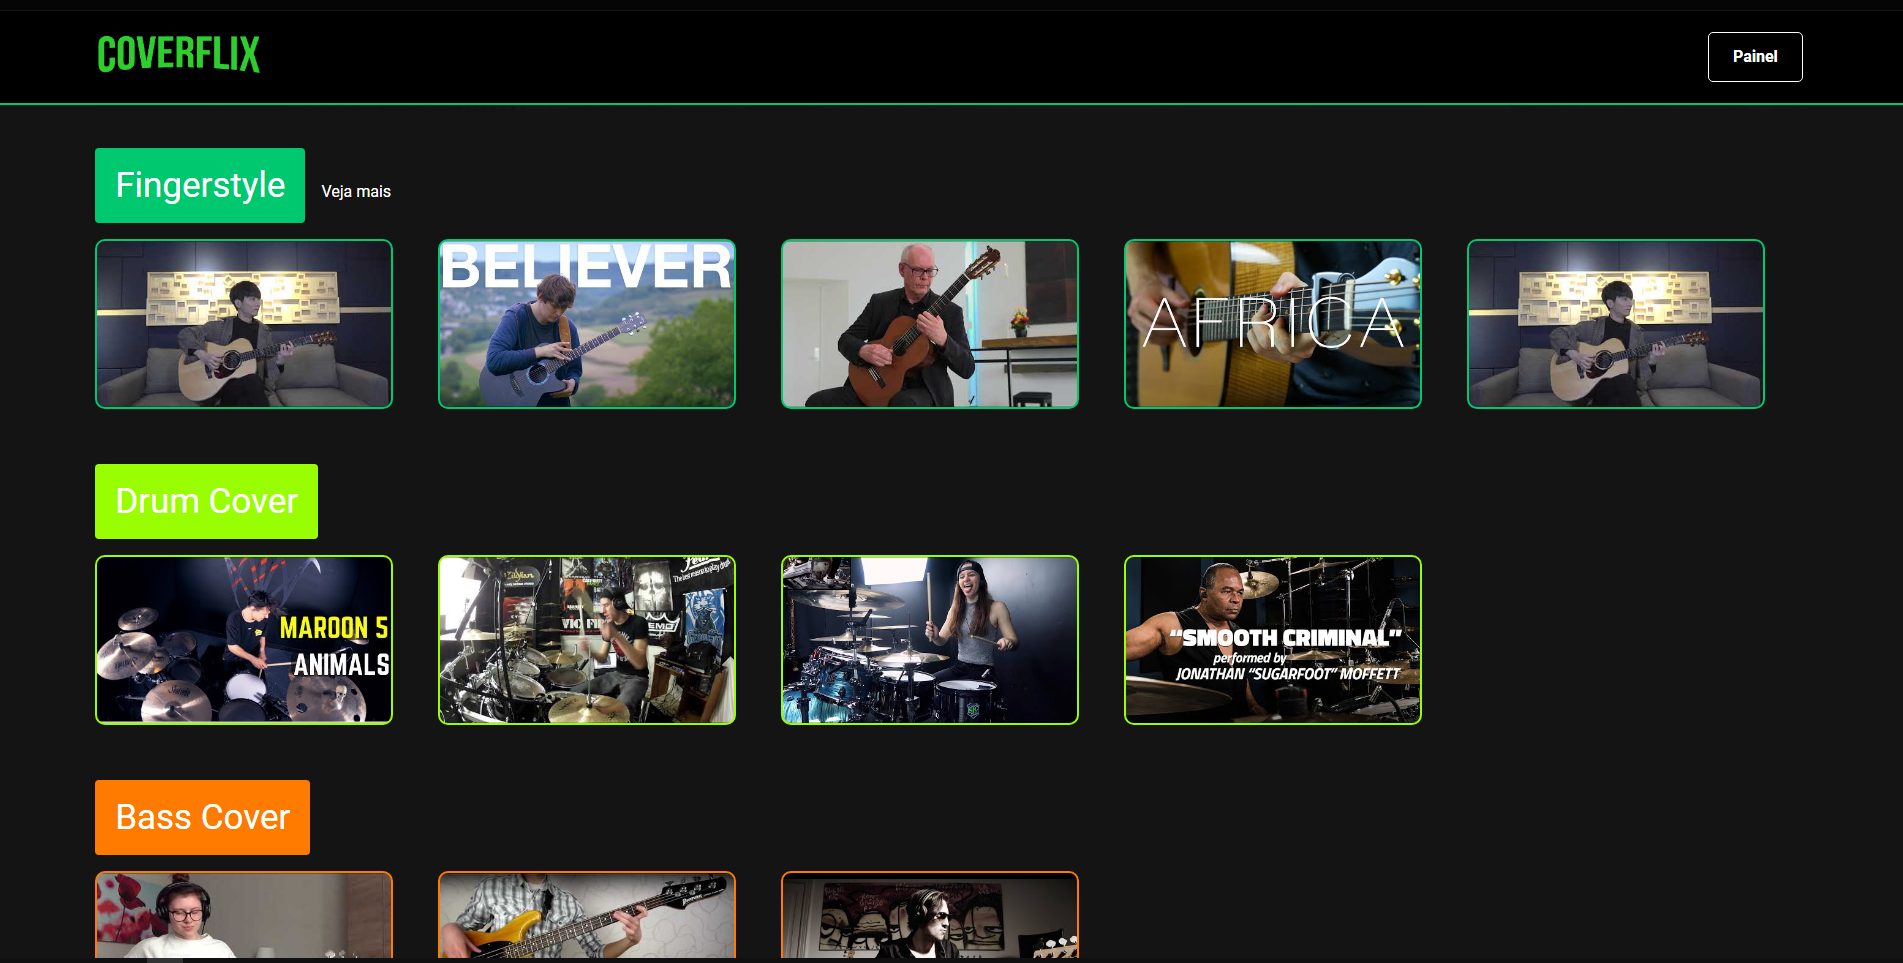 COVERFLIX
Painel
Fingerstyle
Veja mais
BELIEVER
AFRICA
Drum Cover
MAROON 5
ANIMALS
Zildjian
"SMOOTH CRIMINAL"
performed by
JONATHAN "SUGARFOOT" MOFFETT
Bass Cover